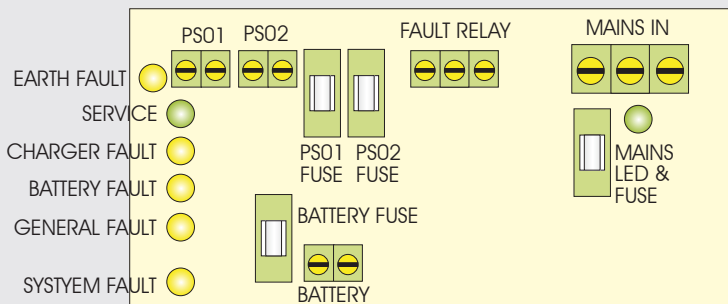 PS01
PS02
FAULT RELAY
MAINS IN
EARTH FAULT
SERVICE
CHARGER FAULT
BATTERY FAULT
GENERAL FAULT
SYSTYEM FAULT
PS01
FUSE
PS02
FUSE
MAINS
LED &
FUSE
BATTERY FUSE
BATTERY